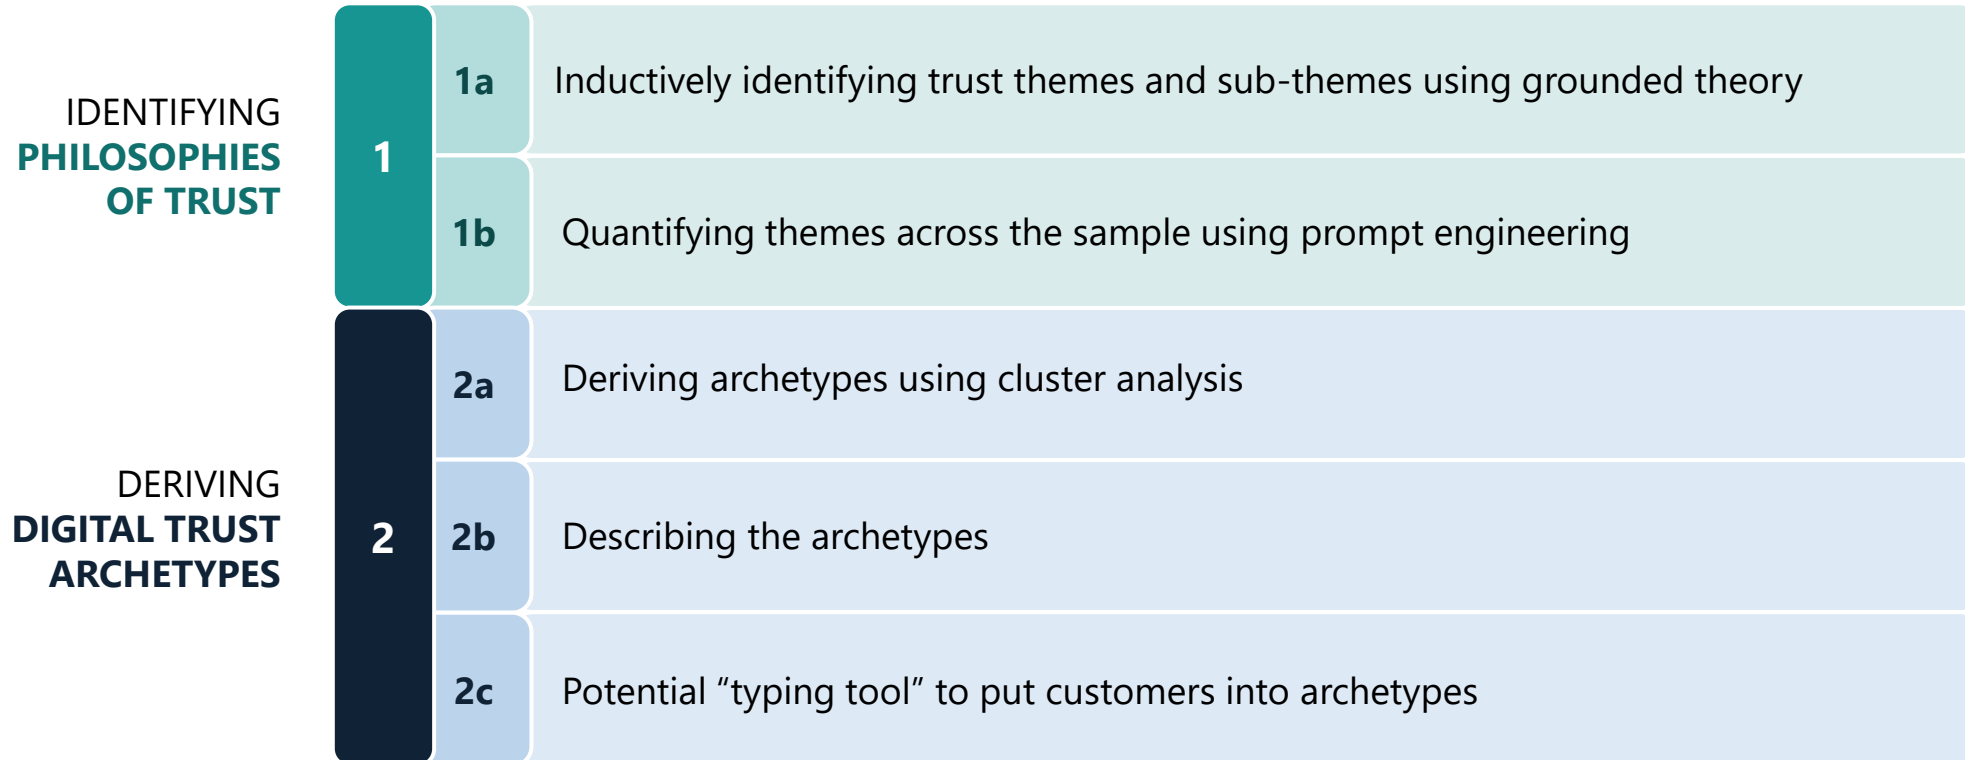 IDENTIFYING
PHILOSOPHIES
OF TRUST
1
1a
Inductively identifying trust themes and sub-themes using grounded theory
1b
Quantifying themes across the sample using prompt engineering
DERIVING
DIGITAL TRUST
ARCHETYPES
2
2a
Deriving archetypes using cluster analysis
2b
Describing the archetypes
2c
Potential “typing tool” to put customers into archetypes